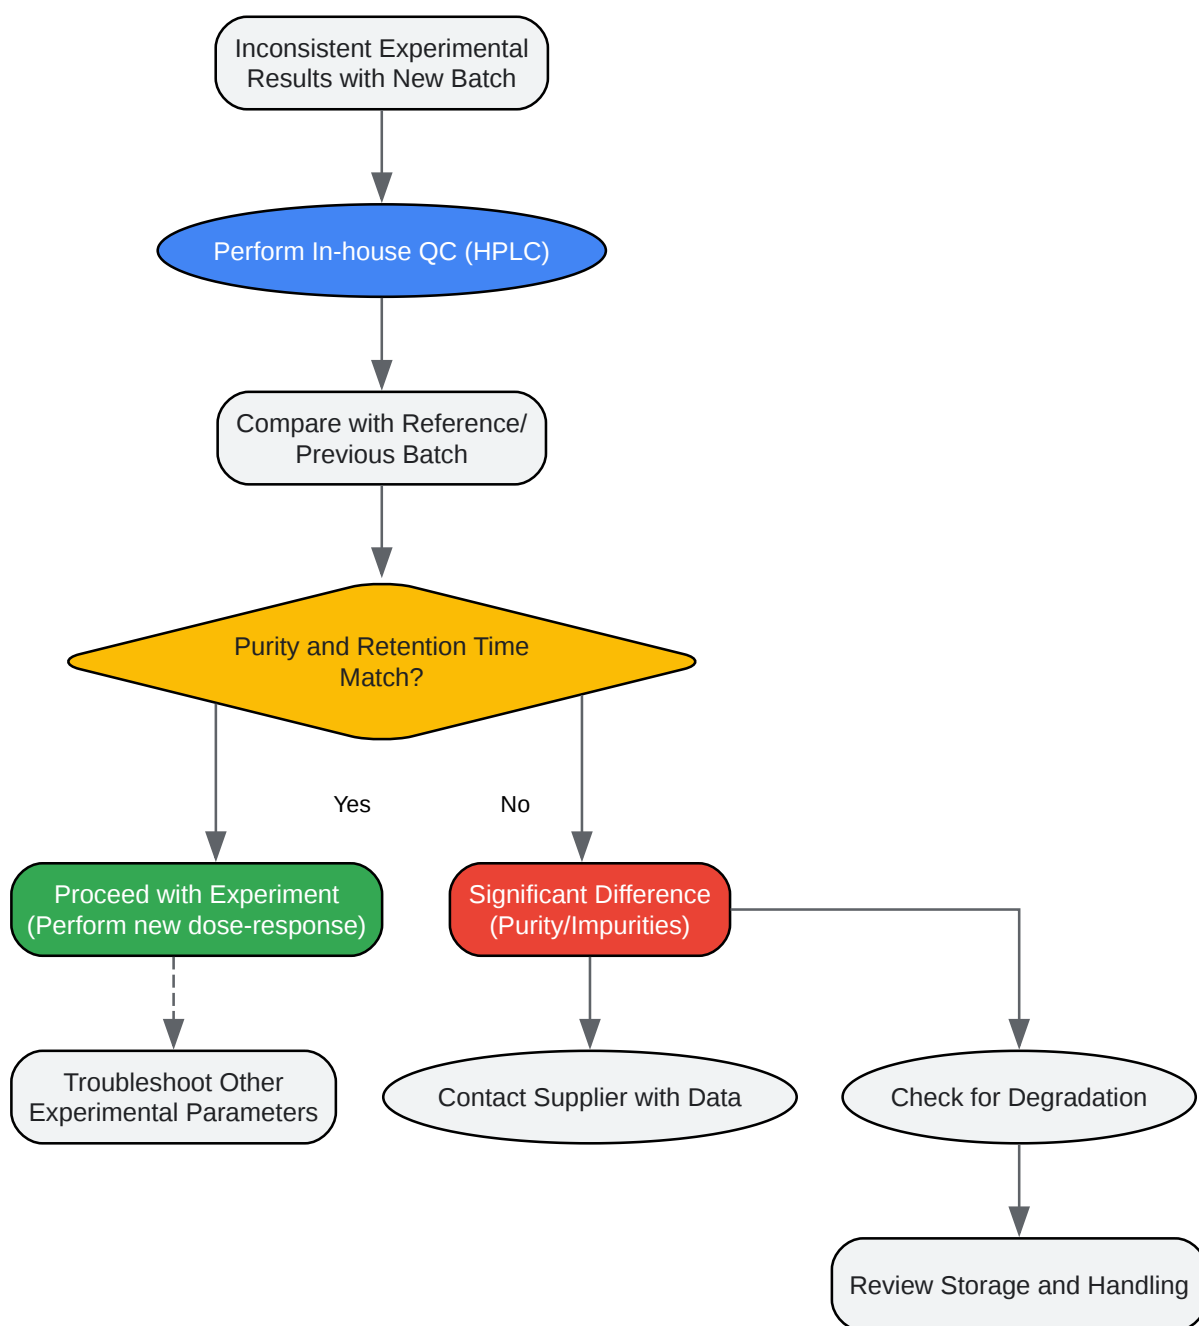 Inconsistent Experimental
Results with New Batch
Perform In-house QC (HPLC)
Compare with Reference/
Previous Batch
Purity and Retention Time
Match?
Yes
No
Proceed with Experiment
(Perform new dose-response)
Significant Difference
(Purity/Impurities)
Troubleshoot Other
Experimental Parameters
Contact Supplier with Data
Check for Degradation
Review Storage and Handling